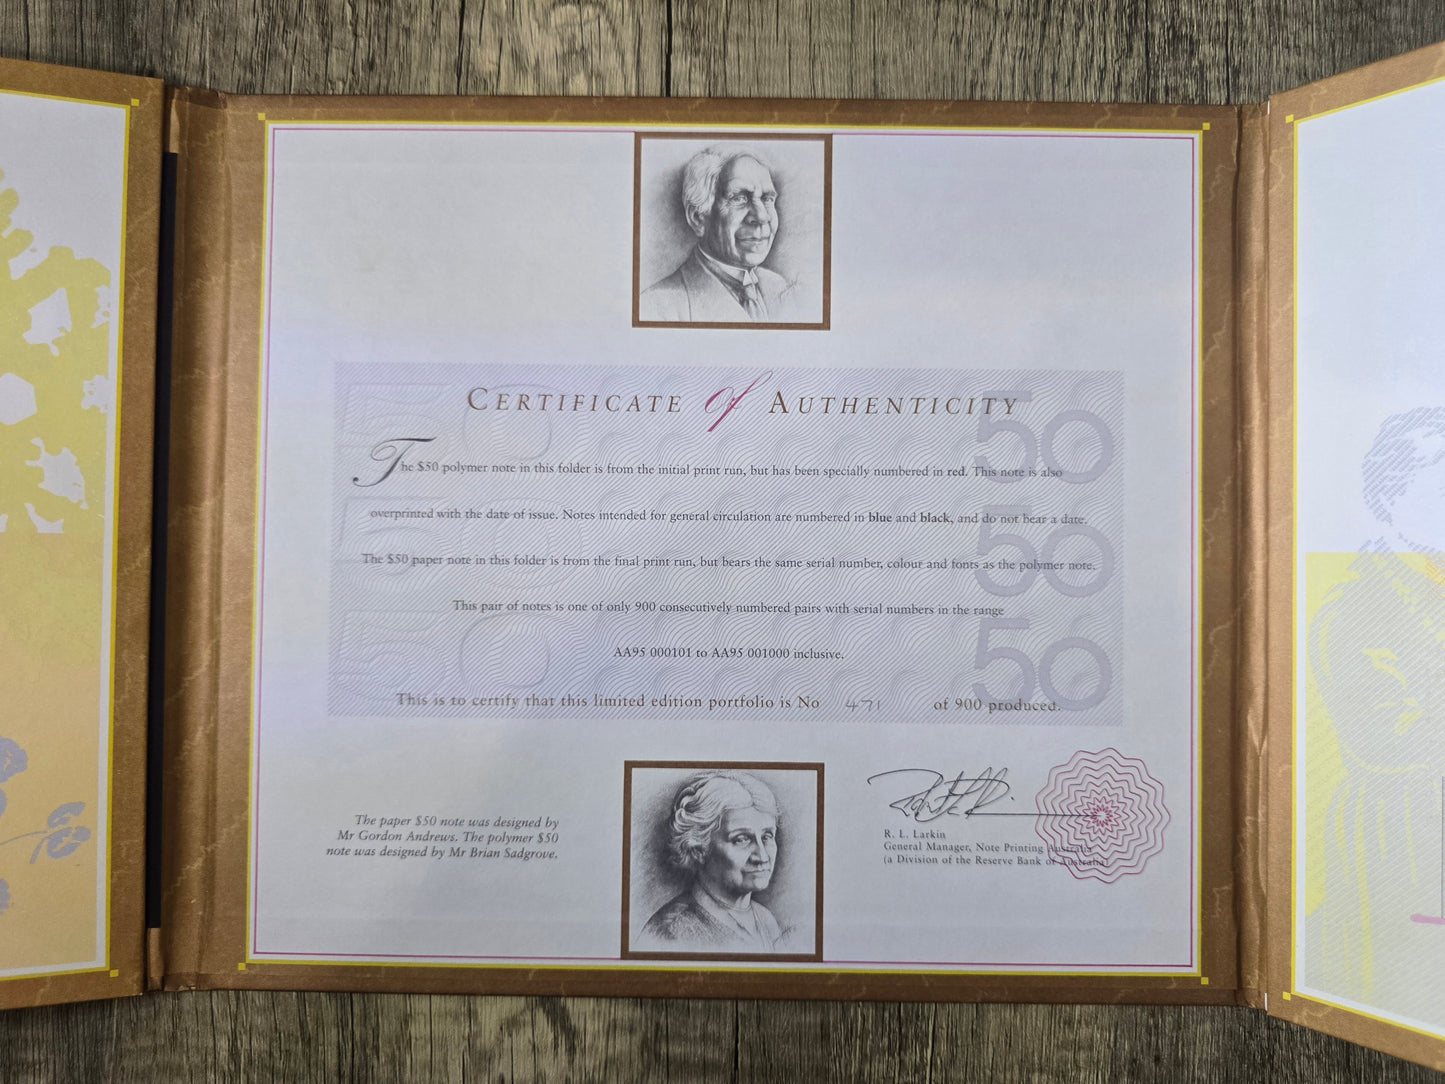 CERTIFICATE of AUTHENTICITY
The $50 polymer note in this folder is from the initial print run, but has been specially numbered in red. This note is also
overprinted with the date of issue. Notes intended for general circulation are numbered in blue and black, and do not bear a date.
The $50 paper note in this folder is from the final print run, but bears the same serial number, colour and fonts as the polymer note.
This pair of notes is one of only 900 consecutively numbered pairs with serial numbers in the range
AA95 000101 to AA95 001000 inclusive.
This is to certify that this limited edition portfolio is No 471 of 900 produced.
50
50
50
50
50
50
The paper $50 note was designed by
Mr Gordon Andrews. The polymer $50
note was designed by Mr Brian Sadgrove.
R. L. Larkin
General Manager, Note Printing Australia
(a Division of the Reserve Bank of Australia)